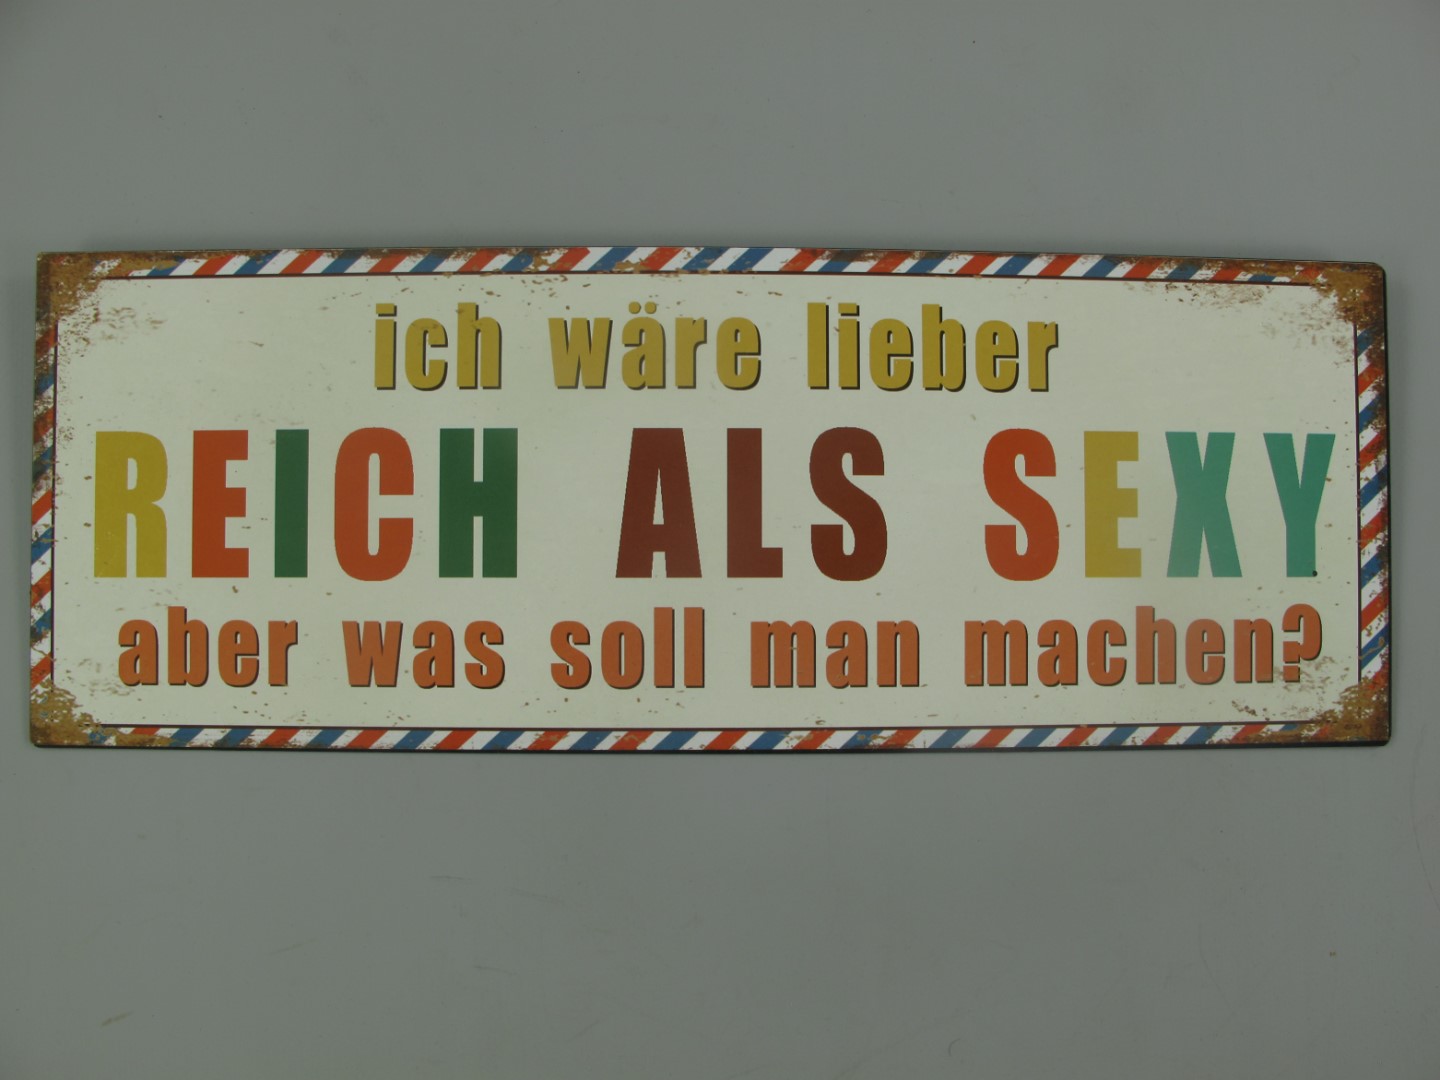 ich wäre lieber
REICH ALS SEXY
aber was soll man machen?